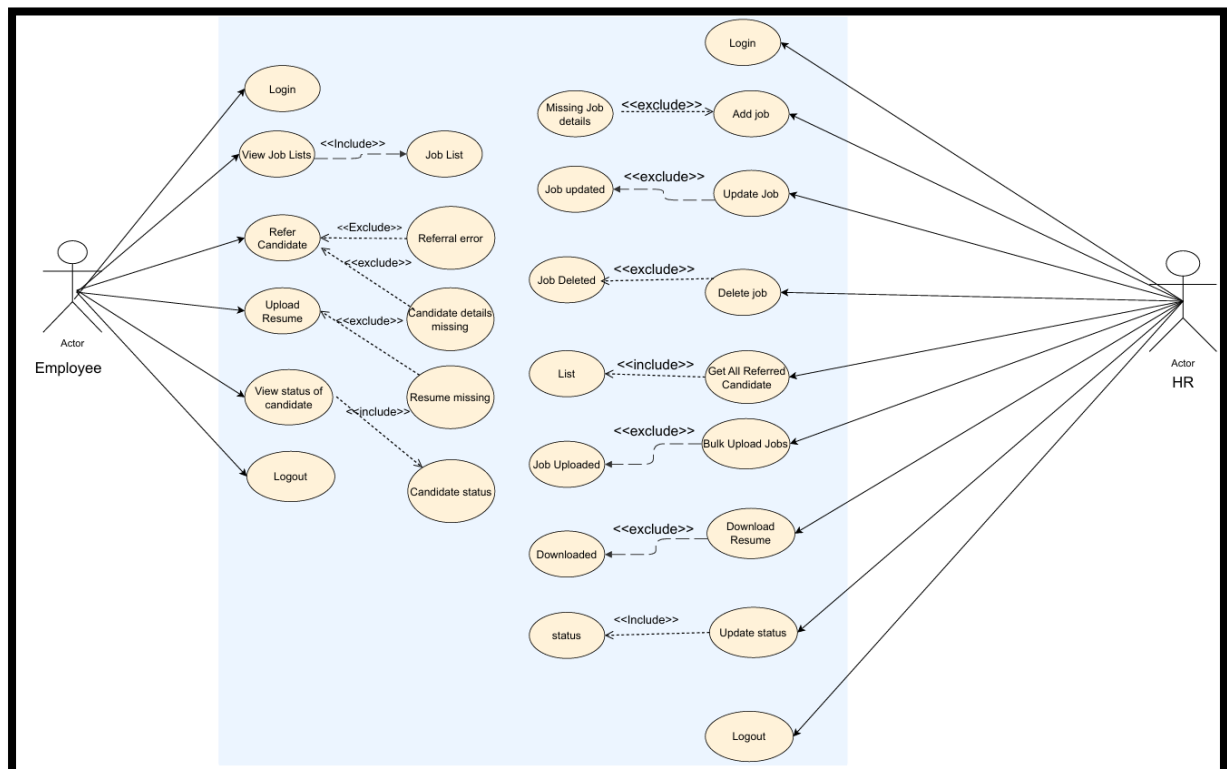 Login
Login
Missing Job
details
<<exclude>>
Add job
View Job Lists
<<Include>>
Job List
Job updated
<<exclude>>
Update Job
Refer
Candidate
<<Exclude>>
Referral error
<<exclude>>
Job Deleted
<<exclude>>
Delete job
Upload
Resume
<<exclude>>
Candidate details
missing
Actor
Employee
Actor
HR
List
<<include>>
Get All Referred
Candidate
View status of
candidate
<<include>>
Resume missing
Job Uploaded
<<exclude>>
Bulk Upload Jobs
Logout
Candidate status
Downloaded
<<exclude>>
Download
Resume
status
<<Include>>
Update status
Logout